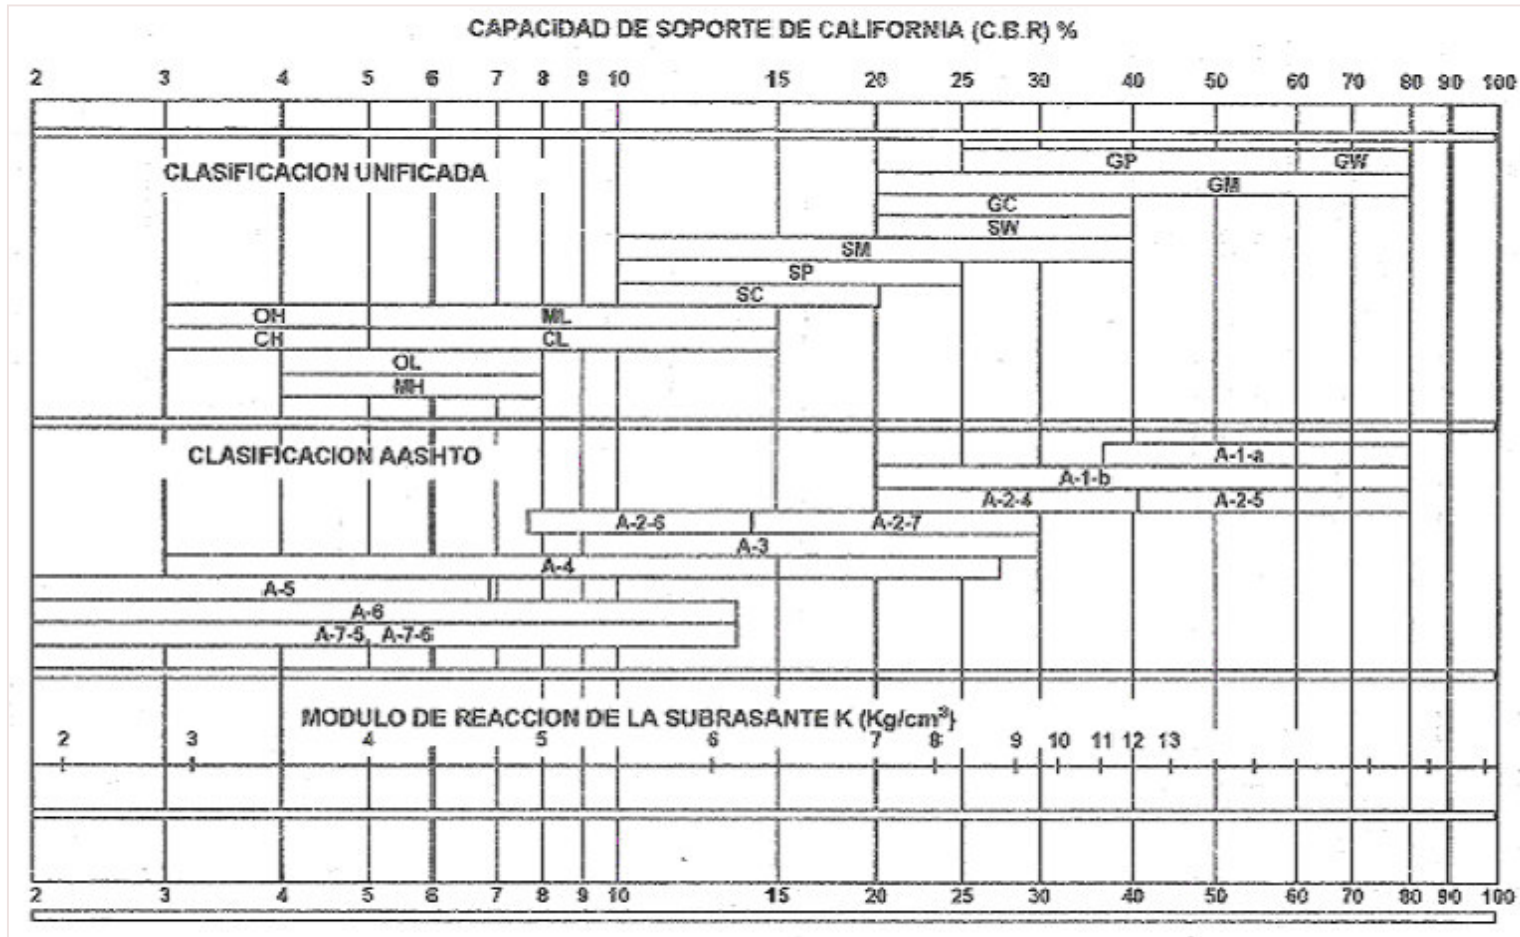 CAPACIDAD DE SOPORTE DE CALIFORNIA (C.B.R) %
2 3 4 5 6 7 8 9 10 15 20 25 30 40 50 60 70 80 90 100
CLASIFICACION UNIFICADA
GP GW
GM
GC
SW
SM
SP
SC
OH ML
CH CL
OL
MH
CLASIFICACION AASHTO
A-1-a
A-1-b
A-2-4 A-2-5
A-2-6 A-2-7
A-3
A-4
A-5
A-6
A-7-5, A-7-6
MODULO DE REACCION DE LA SUBRASANTE K (Kg/cm³)
2 3 4 5 6 7 8 9 10 11 12 13
2 3 4 5 6 7 8 9 10 15 20 25 30 40 50 60 70 80 90 100